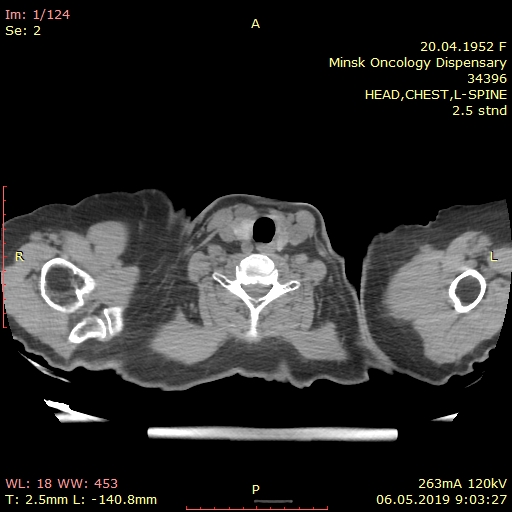 Im: 1/124
Se: 2
A
20.04.1952 F
Minsk Oncology Dispensary
34396
HEAD,CHEST,L-SPINE
2.5 stnd
R
L
WL: 18 WW: 453
T: 2.5mm L: -140.8mm
P
263mA 120kV
06.05.2019 9:03:27